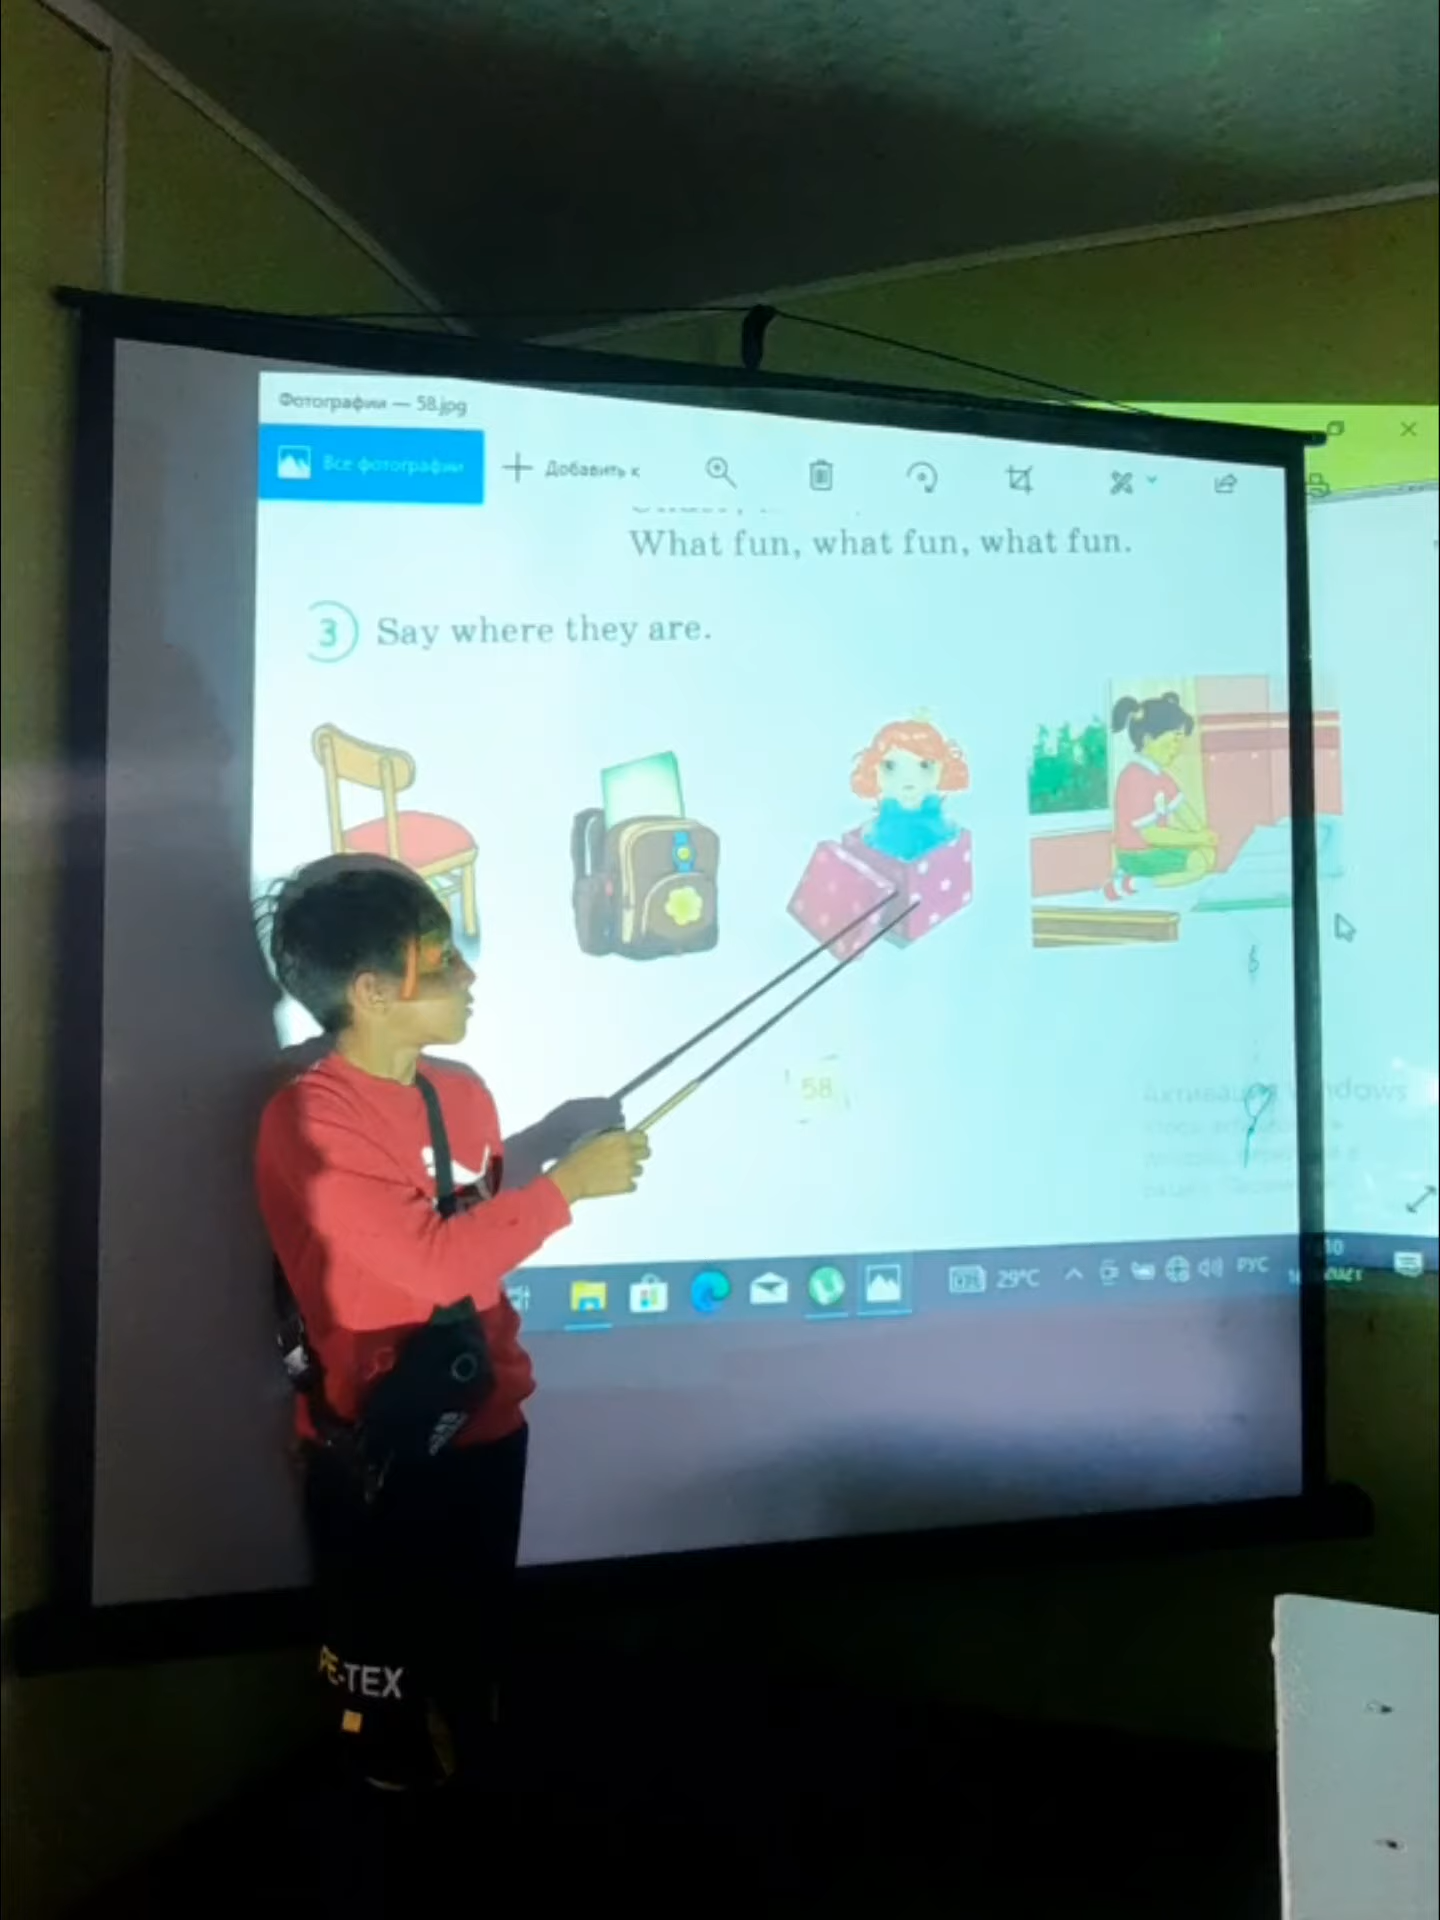 Фотографии — 58.jpg
Все фотографии
Добавить к
What fun, what fun, what fun.
3 Say where they are.
58
29°C
РУС
PE-TEX